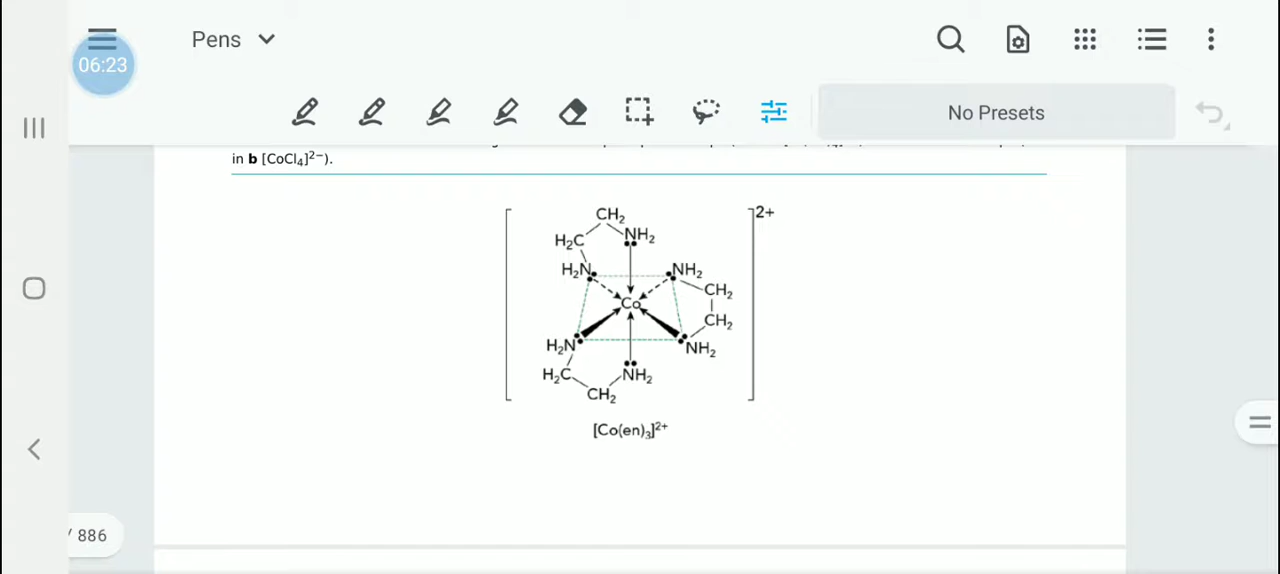 Pens
06:23
No Presets
in b [CoCl₄]²⁻).
CH₂
2+
H₂C
NH₂
H₂N
NH₂
CH₂
Co
CH₂
H₂N
NH₂
H₂C
NH₂
CH₂
[Co(en)₃]²⁺
/ 886